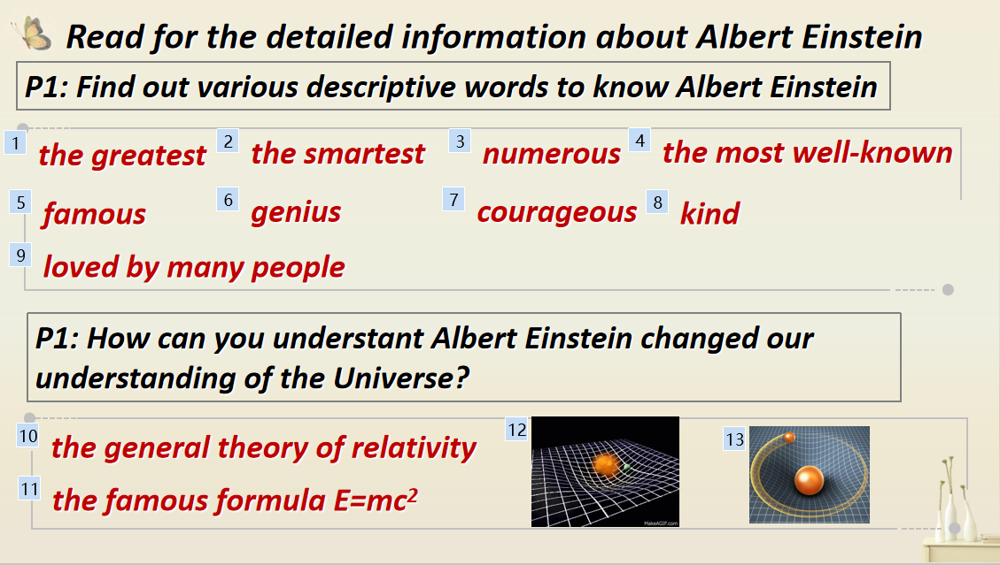 Read for the detailed information about Albert Einstein
P1: Find out various descriptive words to know Albert Einstein
1 the greatest 2 the smartest 3 numerous 4 the most well-known
5 famous 6 genius 7 courageous 8 kind
9 loved by many people
P1: How can you understant Albert Einstein changed our
understanding of the Universe?
10 the general theory of relativity 12 13
11 the famous formula E=mc²
MakeAGIF.com